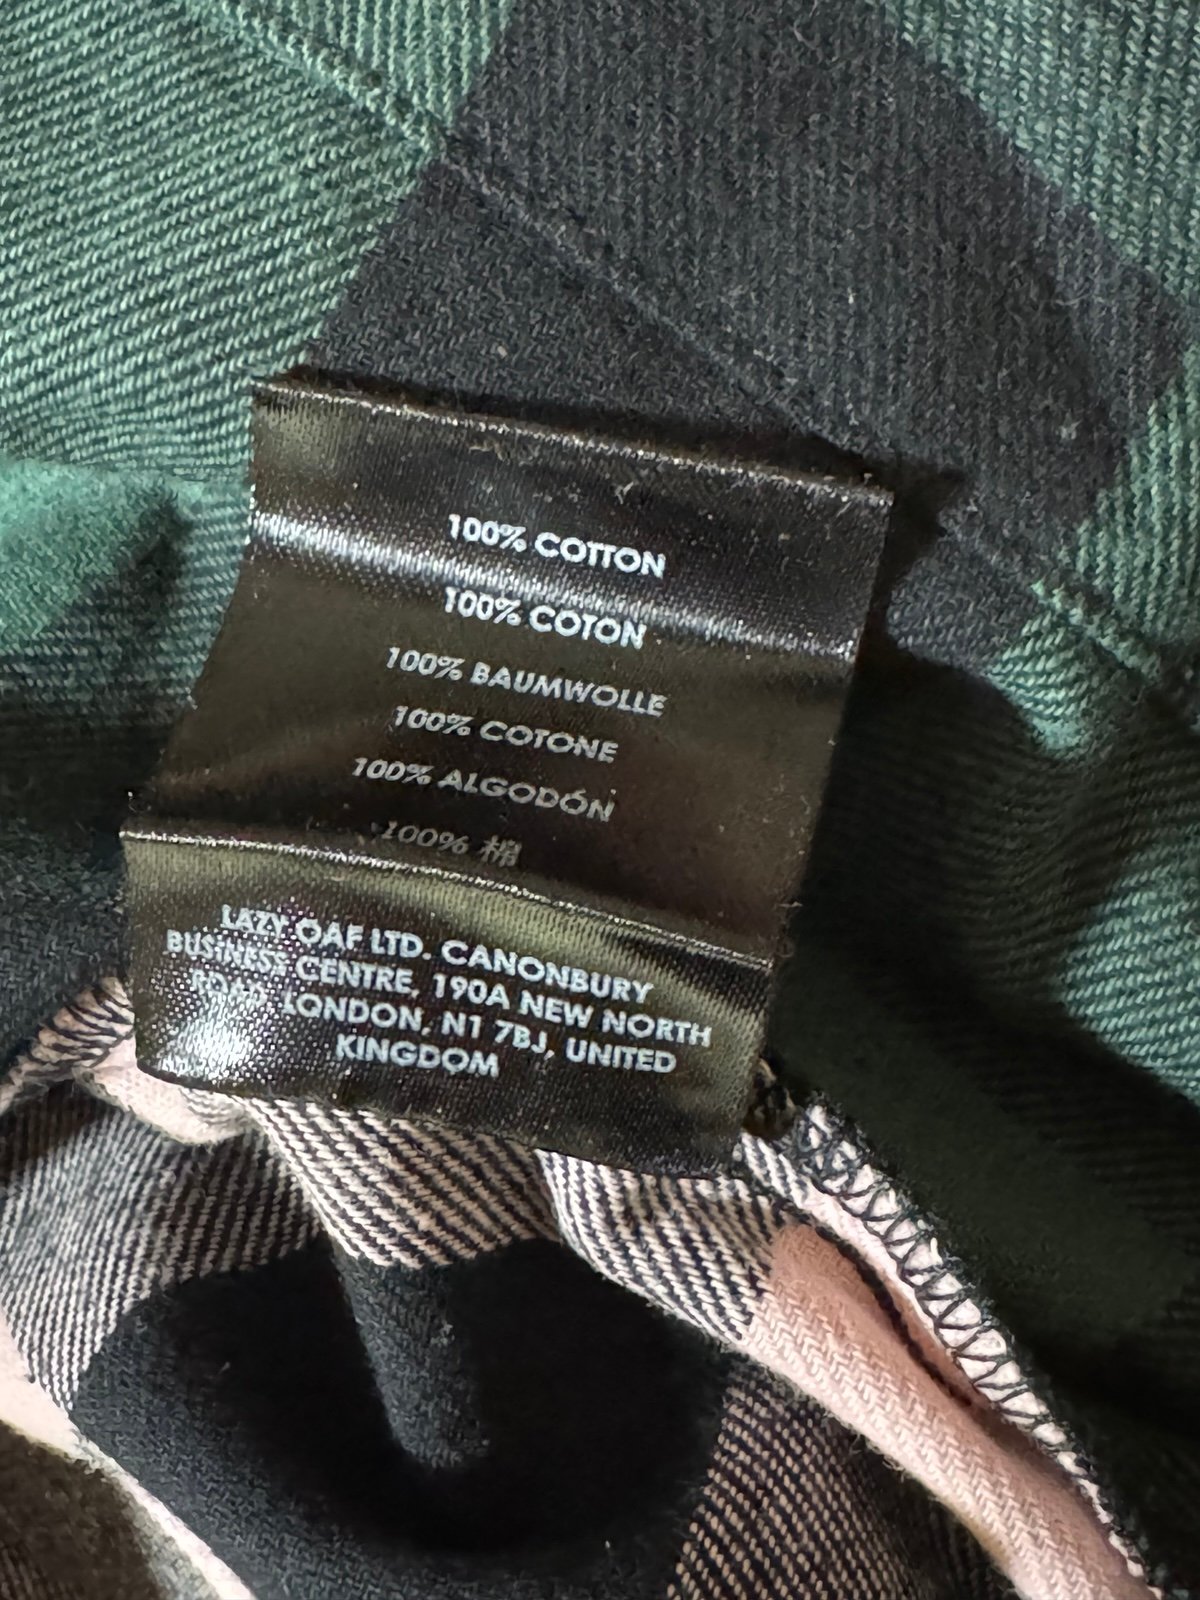 100% COTTON
100% COTON
100% BAUMWOLLE
100% COTONE
100% ALGODÓN
100% 棉
LAZY OAF LTD. CANONBURY
BUSINESS CENTRE, 190A NEW NORTH
ROAD, LONDON, N1 7BJ, UNITED
KINGDOM